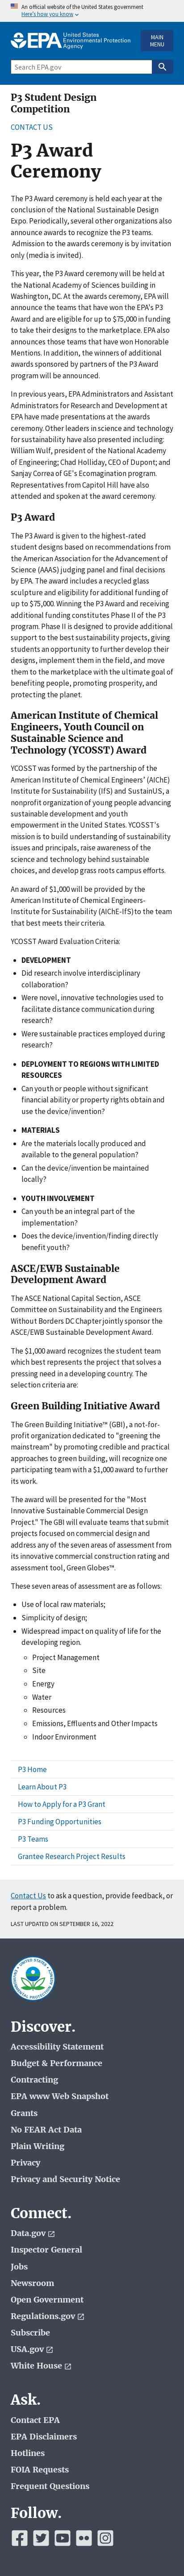 An official website of the United States government
Here's how you know
EPA United States
Environmental Protection
Agency
MAIN
MENU
Search EPA.gov
P3 Student Design
Competition
CONTACT US
P3 Award
Ceremony
The P3 Award ceremony is held each year at the
conclusion of the National Sustainable Design
Expo. Periodically, several other organizations also
announce awards to recognize the P3 teams.
Admission to the awards ceremony is by invitation
only (media is invited).
This year, the P3 Award ceremony will be held at
the National Academy of Sciences building in
Washington, DC. At the awards ceremony, EPA will
announce the teams that have won the EPA's P3
Award and are eligible for up to $75,000 in funding
to take their designs to the marketplace. EPA also
announces those teams that have won Honorable
Mentions. In addition, the winners of additional
awards sponsored by partners of the P3 Award
program will be announced.
In previous years, EPA Administrators and Assistant
Administrators for Research and Development at
EPA have given the awards at the awards
ceremony. Other leaders in science and technology
for sustainability have also presented including:
William Wulf, president of the National Academy
of Engineering; Chad Holliday, CEO of Dupont; and
Sanjay Correa of GE's Ecomagination program.
Representatives from Capitol Hill have also
attended and spoken at the award ceremony.
P3 Award
The P3 Award is given to the highest-rated
student designs based on recommendations from
the American Association for the Advancement of
Science (AAAS) judging panel and final decisions
by EPA. The award includes a recycled glass
sculpture and eligibility for additional funding of
up to $75,000. Winning the P3 Award and receiving
additional funding constitutes Phase II of the P3
program. Phase II is designed to provide additional
support to the best sustainability projects, giving
students an opportunity to further develop their
designs, implement them in the field, and move
them to the marketplace with the ultimate goal of
benefiting people, promoting prosperity, and
protecting the planet.
American Institute of Chemical
Engineers, Youth Council on
Sustainable Science and
Technology (YCOSST) Award
YCOSST was formed by the partnership of the
American Institute of Chemical Engineers' (AIChE)
Institute for Sustainability (IfS) and SustainUS, a
nonprofit organization of young people advancing
sustainable development and youth
empowerment in the United States. YCOSST's
mission is to encourage understanding of
sustainability issues, raise awareness about
people's role in making sustainable behavior
choices, and develop grass roots campus efforts.
An award of $1,000 will be provided by the
American Institute of Chemical Engineers-
Institute for Sustainability (AIChE-IfS)to the team
that best meets their criteria.
YCOSST Award Evaluation Criteria:
DEVELOPMENT
Did research involve interdisciplinary
collaboration?
Were novel, innovative technologies used to
facilitate distance communication during
research?
Were sustainable practices employed during
research?
DEPLOYMENT TO REGIONS WITH LIMITED
RESOURCES
Can youth or people without significant
financial ability or property rights obtain and
use the device/invention?
MATERIALS
Are the materials locally produced and
available to the general population?
Can the device/invention be maintained
locally?
YOUTH INVOLVEMENT
Can youth be an integral part of the
implementation?
Does the device/invention/finding directly
benefit youth?
ASCE/EWB Sustainable
Development Award
The ASCE National Capital Section, ASCE
Committee on Sustainability and the Engineers
Without Borders DC Chapter jointly sponsor the
ASCE/EWB Sustainable Development Award.
The $1,000 award recognizes the student team
which best represents the project that solves a
pressing need in a developing country. The
selection criteria are:
Green Building Initiative Award
The Green Building Initiative™ (GBI), a not-for-
profit organization dedicated to "greening the
mainstream" by promoting credible and practical
approaches to green building, will recognize one
participating team with a $1,000 award to further
its work.
The award will be presented for the "Most
Innovative Sustainable Commercial Design
Project." The GBI will evaluate teams that submit
projects focused on commercial design and
address any of the seven areas of assessment from
its innovative commercial construction rating and
assessment tool, Green Globes™.
These seven areas of assessment are as follows:
Use of local raw materials;
Simplicity of design;
Widespread impact on quality of life for the
developing region.
Project Management
Site
Energy
Water
Resources
Emissions, Effluents and Other Impacts
Indoor Environment
P3 Home
Learn About P3
How to Apply for a P3 Grant
P3 Funding Opportunities
P3 Teams
Grantee Research Project Results
Contact Us to ask a question, provide feedback, or
report a problem.
LAST UPDATED ON SEPTEMBER 16, 2022
Discover.
Accessibility Statement
Budget & Performance
Contracting
EPA www Web Snapshot
Grants
No FEAR Act Data
Plain Writing
Privacy
Privacy and Security Notice
Connect.
Data.gov
Inspector General
Jobs
Newsroom
Open Government
Regulations.gov
Subscribe
USA.gov
White House
Ask.
Contact EPA
EPA Disclaimers
Hotlines
FOIA Requests
Frequent Questions
Follow.